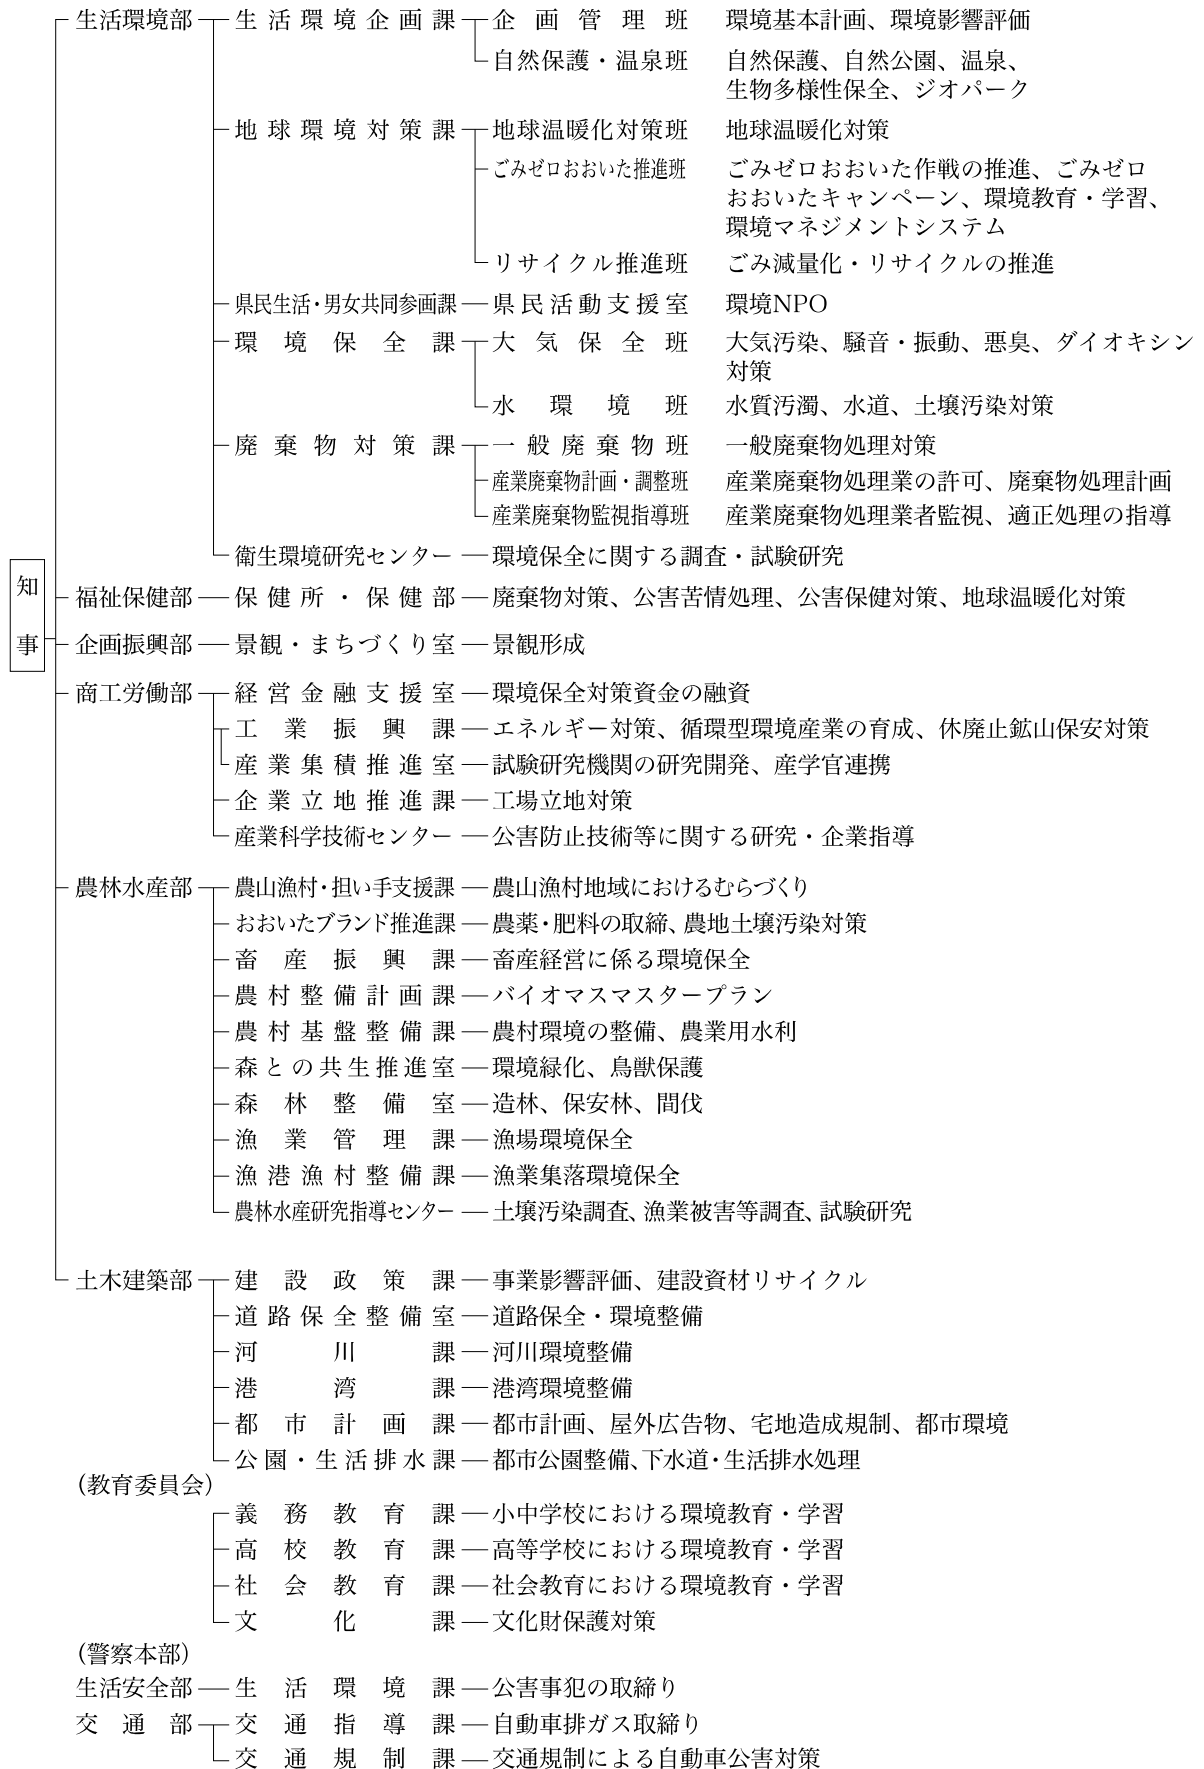 生活環境部 生活環境企画課 企画管理班 環境基本計画、環境影響評価
自然保護・温泉班 自然保護、自然公園、温泉、
生物多様性保全、ジオパーク
地球環境対策課 地球温暖化対策班 地球温暖化対策
ごみゼロおおいた推進班 ごみゼロおおいた作戦の推進、ごみゼロ
おおいたキャンペーン、環境教育・学習、
環境マネジメントシステム
リサイクル推進班 ごみ減量化・リサイクルの推進
県民生活・男女共同参画課 県民活動支援室 環境NPO
環境保全課 大気保全班 大気汚染、騒音・振動、悪臭、ダイオキシン
対策
水環境班 水質汚濁、水道、土壌汚染対策
廃棄物対策課 一般廃棄物班 一般廃棄物処理対策
産業廃棄物計画・調整班 産業廃棄物処理業の許可、廃棄物処理計画
産業廃棄物監視指導班 産業廃棄物処理業者監視、適正処理の指導
衛生環境研究センター 環境保全に関する調査・試験研究
知事
福祉保健部 保健所・保健部 廃棄物対策、公害苦情処理、公害保健対策、地球温暖化対策
企画振興部 景観・まちづくり室 景観形成
商工労働部 経営金融支援室 環境保全対策資金の融資
工業振興課 エネルギー対策、循環型環境産業の育成、休廃止鉱山保安対策
産業集積推進室 試験研究機関の研究開発、産学官連携
企業立地推進課 工場立地対策
産業科学技術センター 公害防止技術等に関する研究・企業指導
農林水産部 農山漁村・担い手支援課 農山漁村地域におけるむらづくり
おおいたブランド推進課 農薬・肥料の取締、農地土壌汚染対策
畜産振興課 畜産経営に係る環境保全
農村整備計画課 バイオマスマスタープラン
農村基盤整備課 農村環境の整備、農業用水利
森との共生推進室 環境緑化、鳥獣保護
森林整備室 造林、保安林、間伐
漁業管理課 漁場環境保全
漁港漁村整備課 漁業集落環境保全
農林水産研究指導センター 土壌汚染調査、漁業被害等調査、試験研究
土木建築部 建設政策課 事業影響評価、建設資材リサイクル
道路保全整備室 道路保全・環境整備
河川課 河川環境整備
港湾課 港湾環境整備
都市計画課 都市計画、屋外広告物、宅地造成規制、都市環境
公園・生活排水課 都市公園整備、下水道・生活排水処理
(教育委員会)
義務教育課 小中学校における環境教育・学習
高校教育課 高等学校における環境教育・学習
社会教育課 社会教育における環境教育・学習
文化課 文化財保護対策
(警察本部)
生活安全部 生活環境課 公害事犯の取締り
交通部 交通指導課 自動車排ガス取締り
交通規制課 交通規制による自動車公害対策